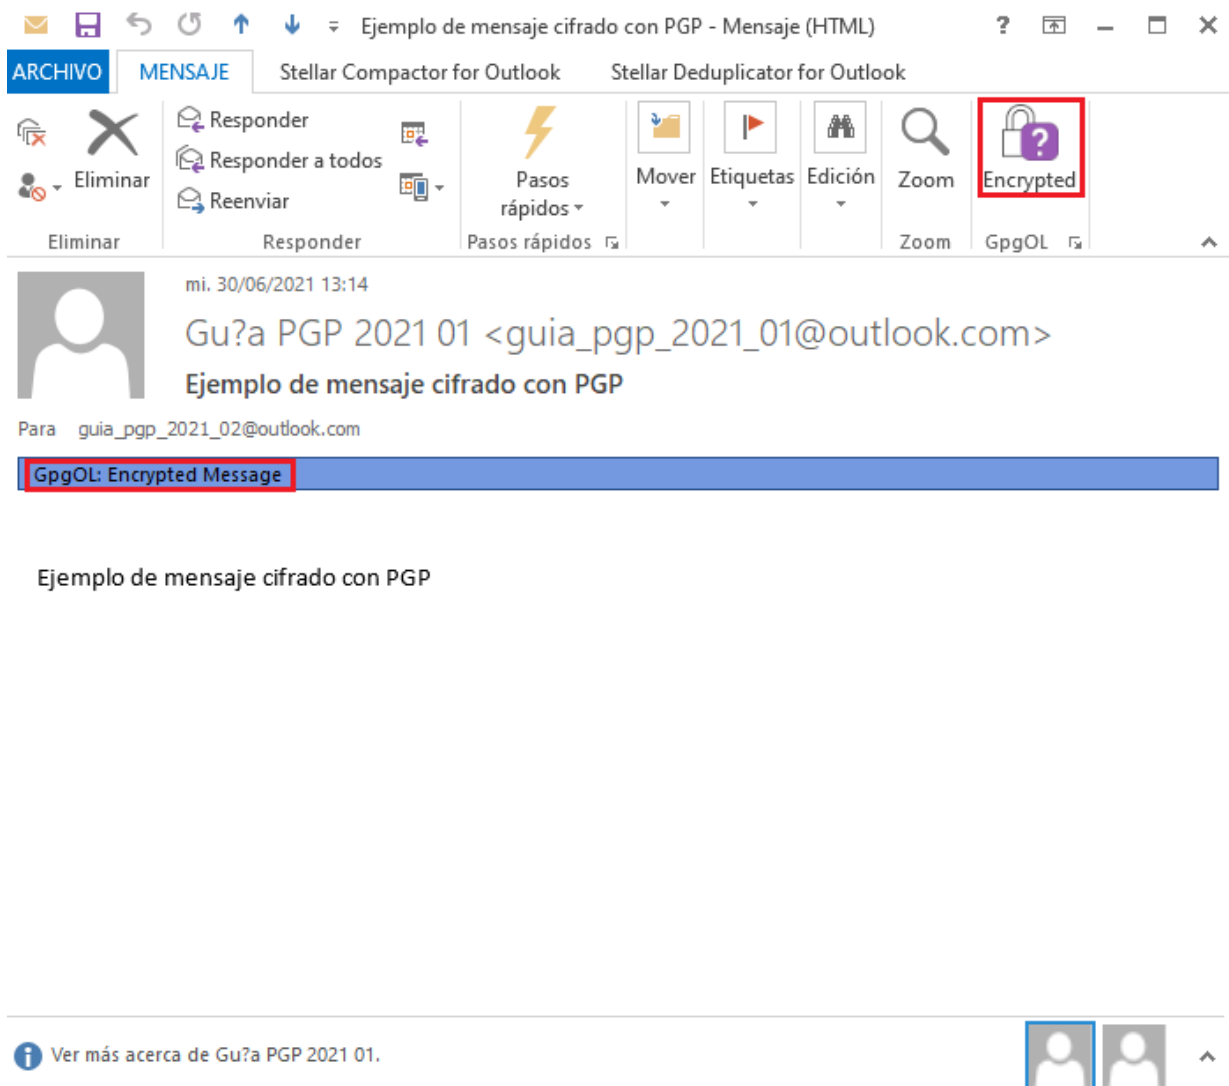 Ejemplo de mensaje cifrado con PGP - Mensaje (HTML)
?
ARCHIVO MENSAJE Stellar Compactor for Outlook Stellar Deduplicator for Outlook
Eliminar
Responder
Responder a todos
Reenviar
Pasos
rápidos
Mover
Etiquetas
Edición
Zoom
?
Encrypted
Eliminar Responder Pasos rápidos Zoom GpgOL
mi. 30/06/2021 13:14
Gu?a PGP 2021 01 <guia_pgp_2021_01@outlook.com>
Ejemplo de mensaje cifrado con PGP
Para guia_pgp_2021_02@outlook.com
GpgOL: Encrypted Message
Ejemplo de mensaje cifrado con PGP
Ver más acerca de Gu?a PGP 2021 01.